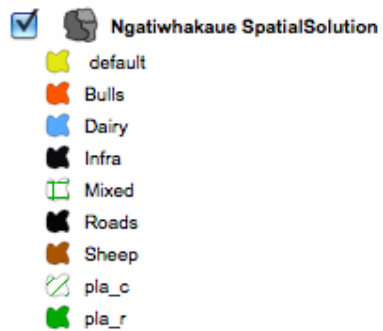 Ngatiwhakaue SpatialSolution
default
Bulls
Dairy
Infra
Mixed
Roads
Sheep
pla_c
pla_r